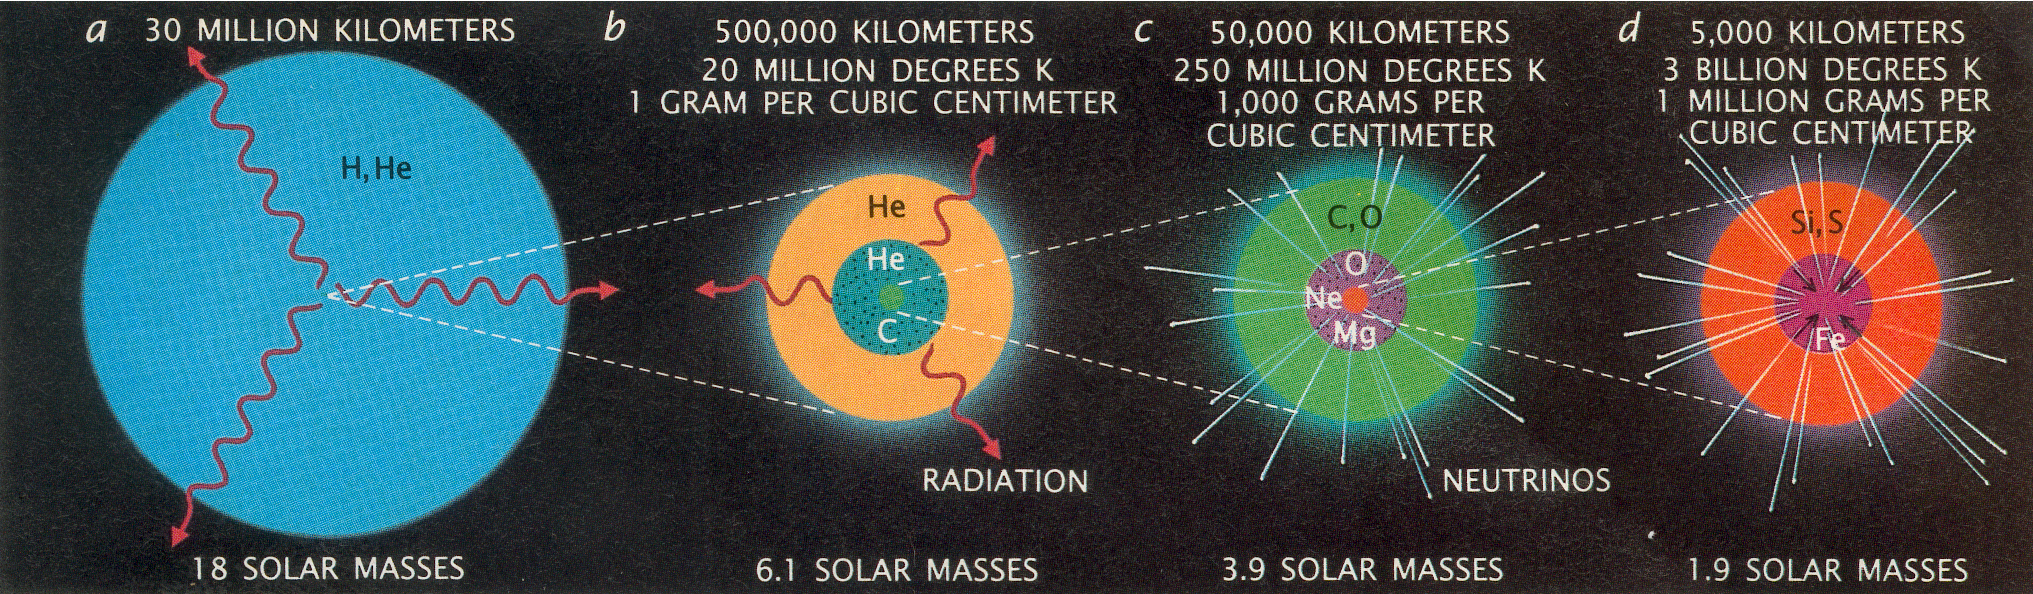 a 30 MILLION KILOMETERS
H, He
18 SOLAR MASSES
b 500,000 KILOMETERS
20 MILLION DEGREES K
1 GRAM PER CUBIC CENTIMETER
He
He
C
RADIATION
6.1 SOLAR MASSES
c 50,000 KILOMETERS
250 MILLION DEGREES K
1,000 GRAMS PER
CUBIC CENTIMETER
C, O
O
Ne
Mg
NEUTRINOS
3.9 SOLAR MASSES
d 5,000 KILOMETERS
3 BILLION DEGREES K
1 MILLION GRAMS PER
CUBIC CENTIMETER
Si, S
Fe
1.9 SOLAR MASSES